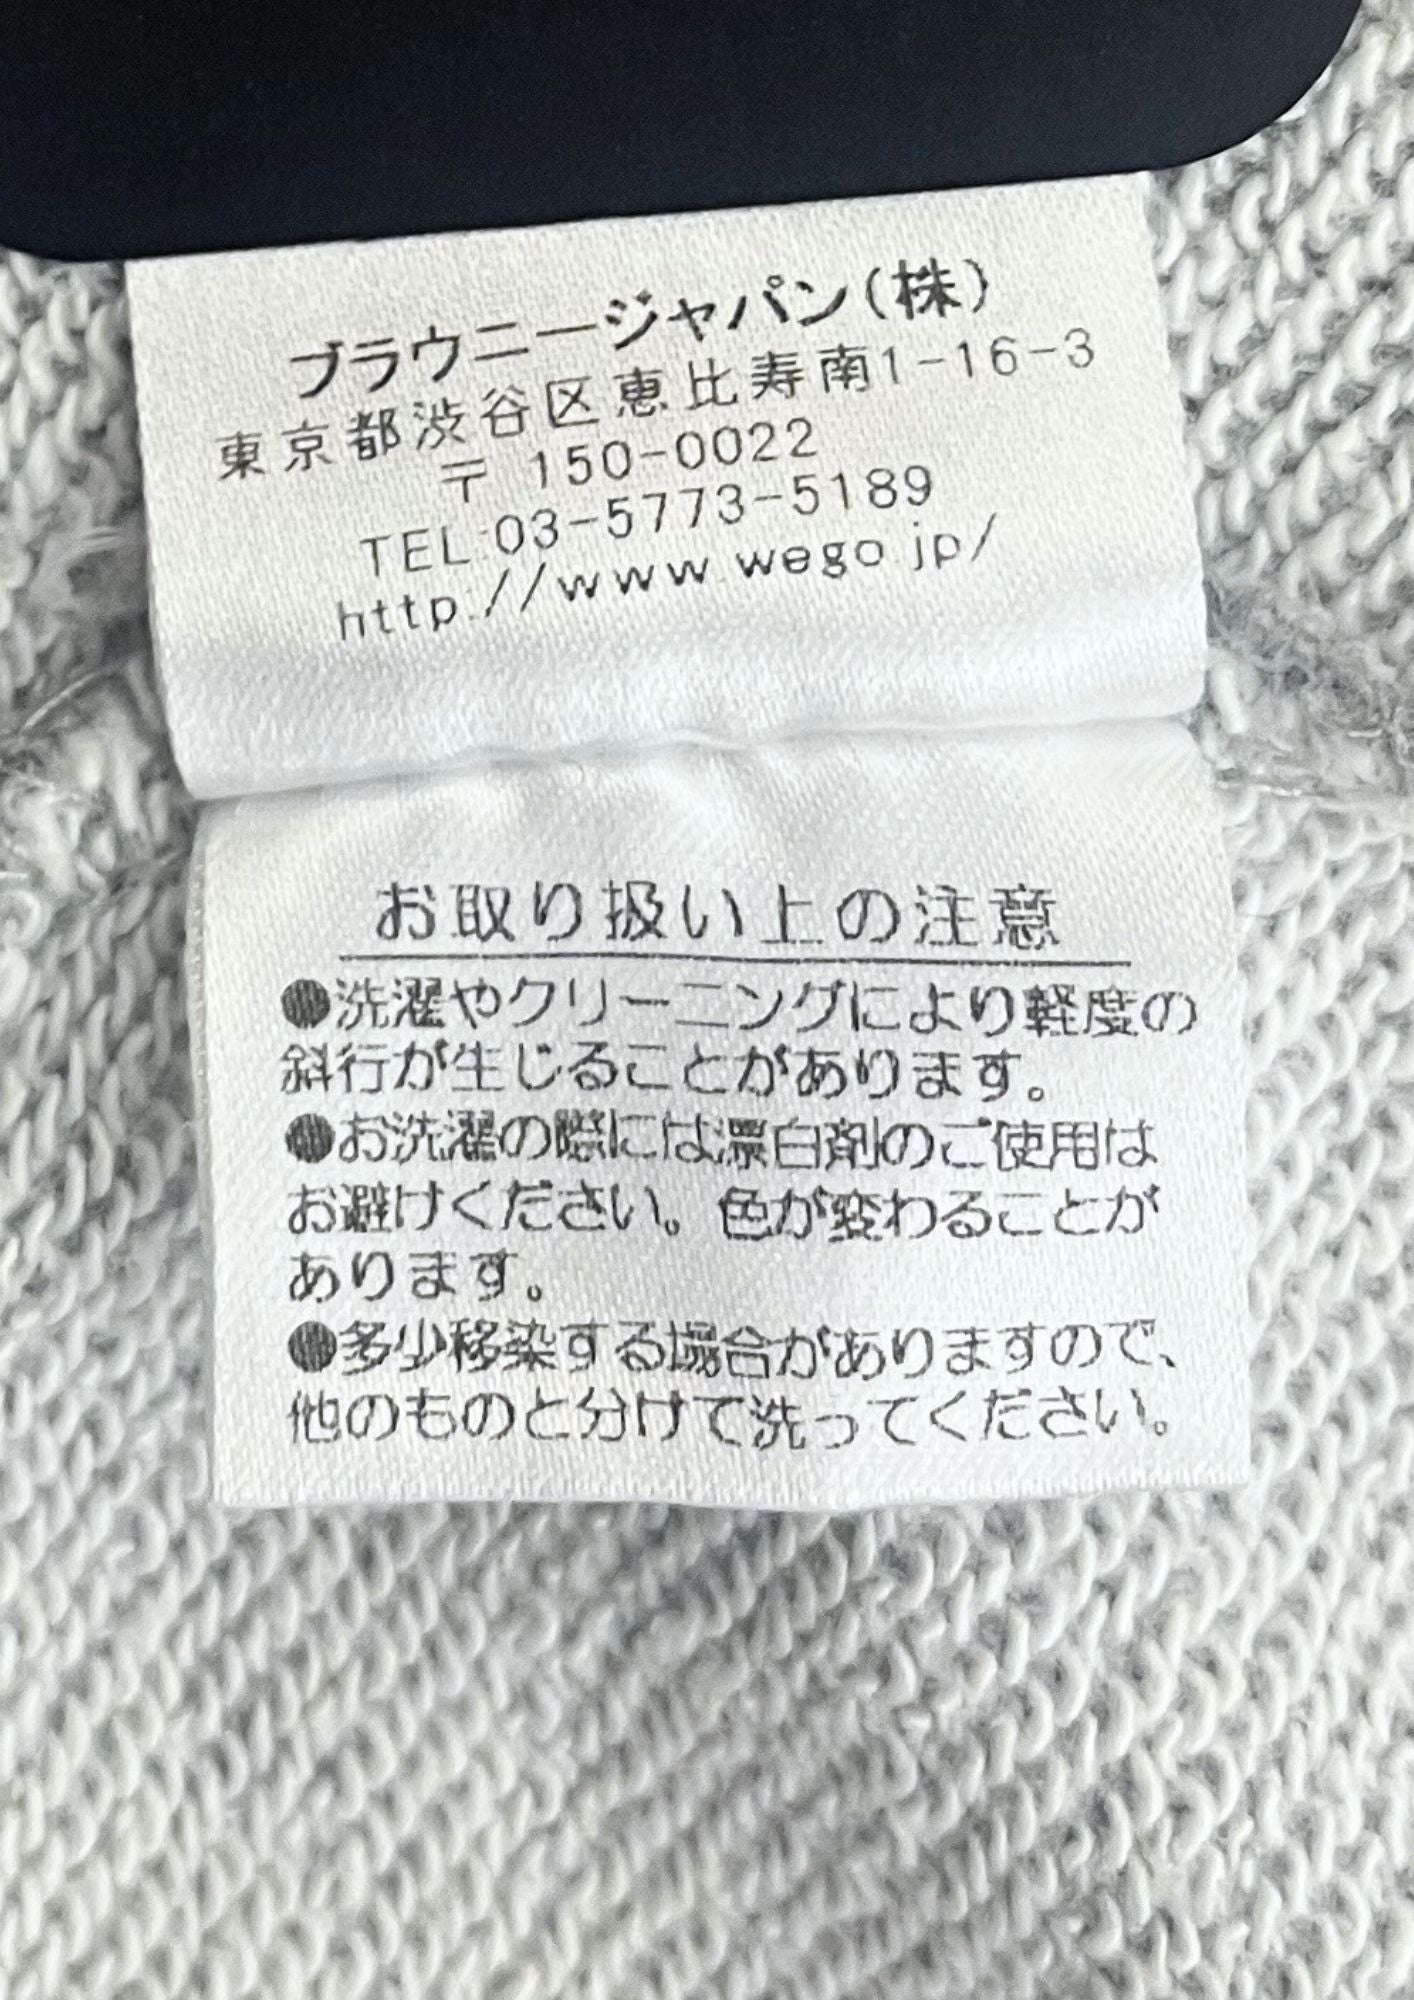 ブラウニージャパン(株)
東京都渋谷区恵比寿南1-16-3
〒 150-0022
TEL:03-5773-5189
http://www.wego.jp/
お取り扱い上の注意
●洗濯やクリーニングにより軽度の
斜行が生じることがあります。
●お洗濯の際には漂白剤のご使用は
お避けください。色が変わることが
あります。
●多少移染する場合がありますので、
他のものと分けて洗ってください。